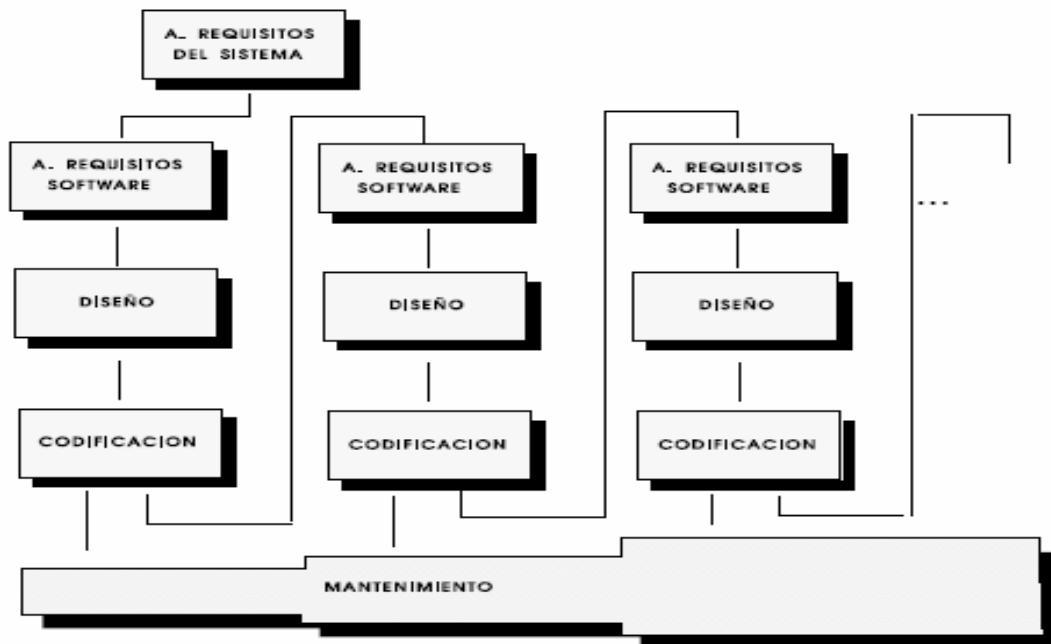 A- REQUISITOS
DEL SISTEMA
A- REQUISITOS
SOFTWARE
A- REQUISITOS
SOFTWARE
A- REQUISITOS
SOFTWARE
...
DISEÑO
DISEÑO
DISEÑO
CODIFICACION
CODIFICACION
CODIFICACION
MANTENIMIENTO